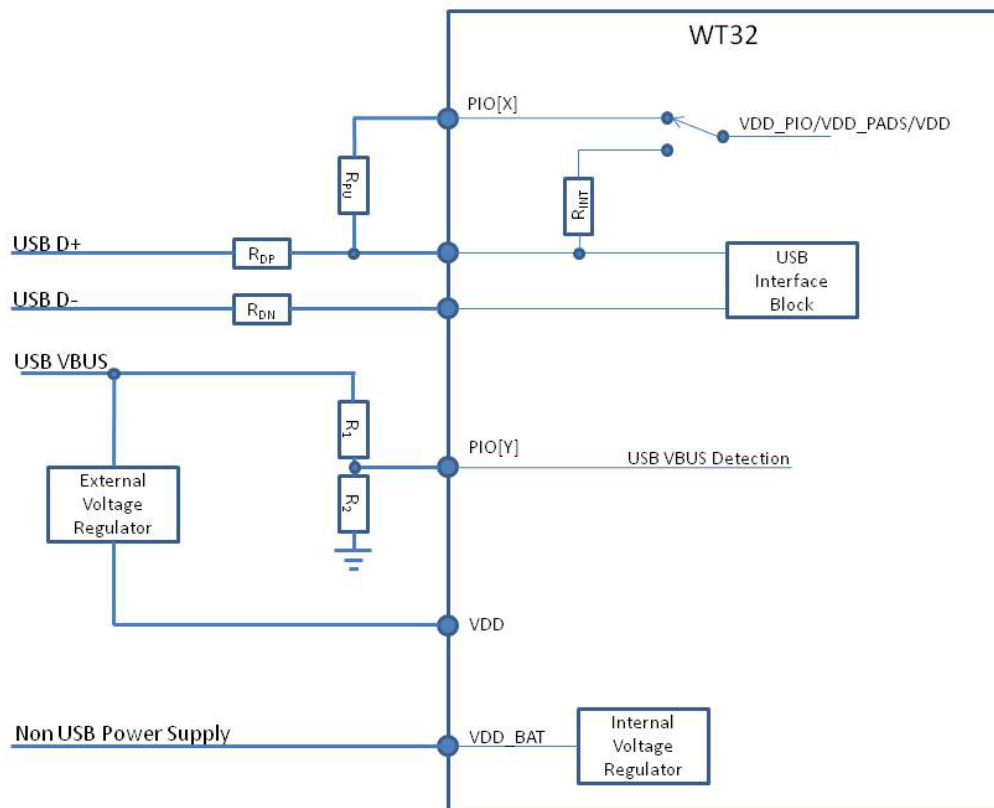 WT32
PIO[X]
VDD_PIO/VDD_PADS/VDD
RPU
RINT
USB D+
RDP
USB
Interface
Block
USB D-
RDN
USB VBUS
R1
PIO[Y]
USB VBUS Detection
External
Voltage
Regulator
R2
VDD
Non USB Power Supply
VDD_BAT
Internal
Voltage
Regulator